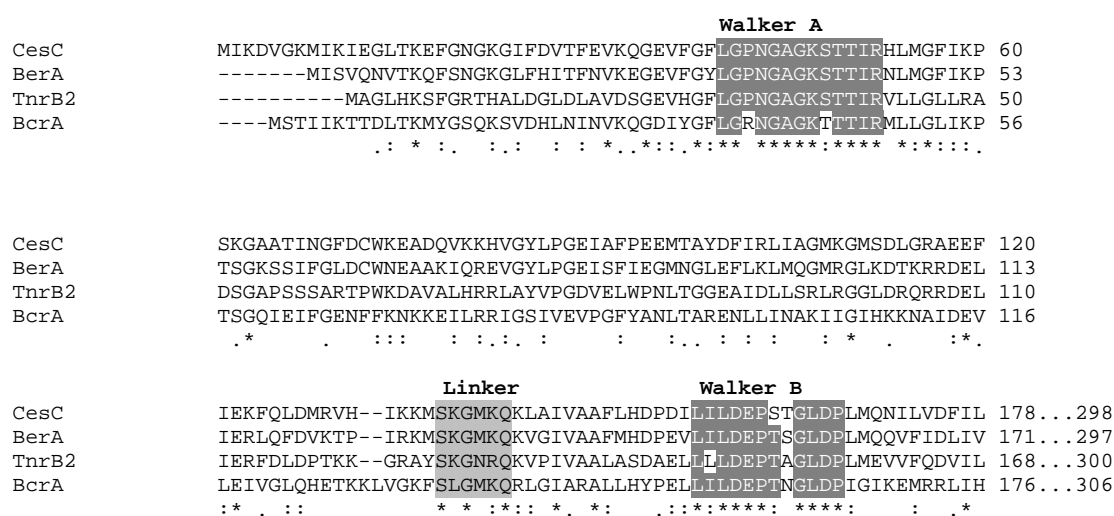 Walker A
CesC MIKDVGKMIKIEGLTKEFGNGKGIFDVTFEVKQGEVFGFLGPNGAGKSTTIRHLMGFIKP 60
BerA -------MISVQNVTKQFSNGKGLFHITFNVKEGEVFGYLGPNGAGKSTTIRNLMGFIKP 53
TnrB2 ----------MAGLHKSFGRTHALDGLDLAVDSGEVHGFLGPNGAGKSTTIRVLLGLLRA 50
BcrA ----MSTIIKTTDLTKMYGSQKSVDHLNINVKQGDIYGFLGRNGAGKTTTIRMLLGLIKP 56
.: * :. :.: : : *..*::.*:** *****:**** *:*:::.
CesC SKGAATINGFDCWKEADQVKKHVGYLPGEIAFPEEMTAYDFIRLIAGMKGMSDLGRAEEF 120
BerA TSGKSSIFGLDCWNEAAKIQREVGYLPGEISFIEGMNGLEFLKLMQGMRGLKDTKRRDEL 113
TnrB2 DSGAPSSSARTPWKDAVALHRRLAYVPGDVELWPNLTGGEAIDLLSRLRGGLDRQRRDEL 110
BcrA TSGQIEIFGENFFKNKKEILRRIGSIVEVPGFYANLTARENLLINAKIIGIHKKNAIDEV 116
.* . ::: : :.:. : : :.. : : : * . :*.
Linker Walker B
CesC IEKFQLDMRVH--IKKMSKGMKQKLAIVAAFLHDPDILILDEPSTGLDPLMQNILVDFIL 178...298
BerA IERLQFDVKTP--IRKMSKGMKQKVGIVAAFMHDPEVLILDEPTSGLDPLMQQVFIDLIV 171...297
TnrB2 IERFDLDPTKK--GRAYSKGNRQKVPIVAALASDAELLLLDEPTAGLDPLMEVVFQDVIL 168...300
BcrA LEIVGLQHETKKLVGKFSLGMKQRLGIARALLHYPELLILDEPTNGLDPIGIKEMRRLIH 176...306
:* . :: * * :*:: *. *: .::*:****: ****: : .*